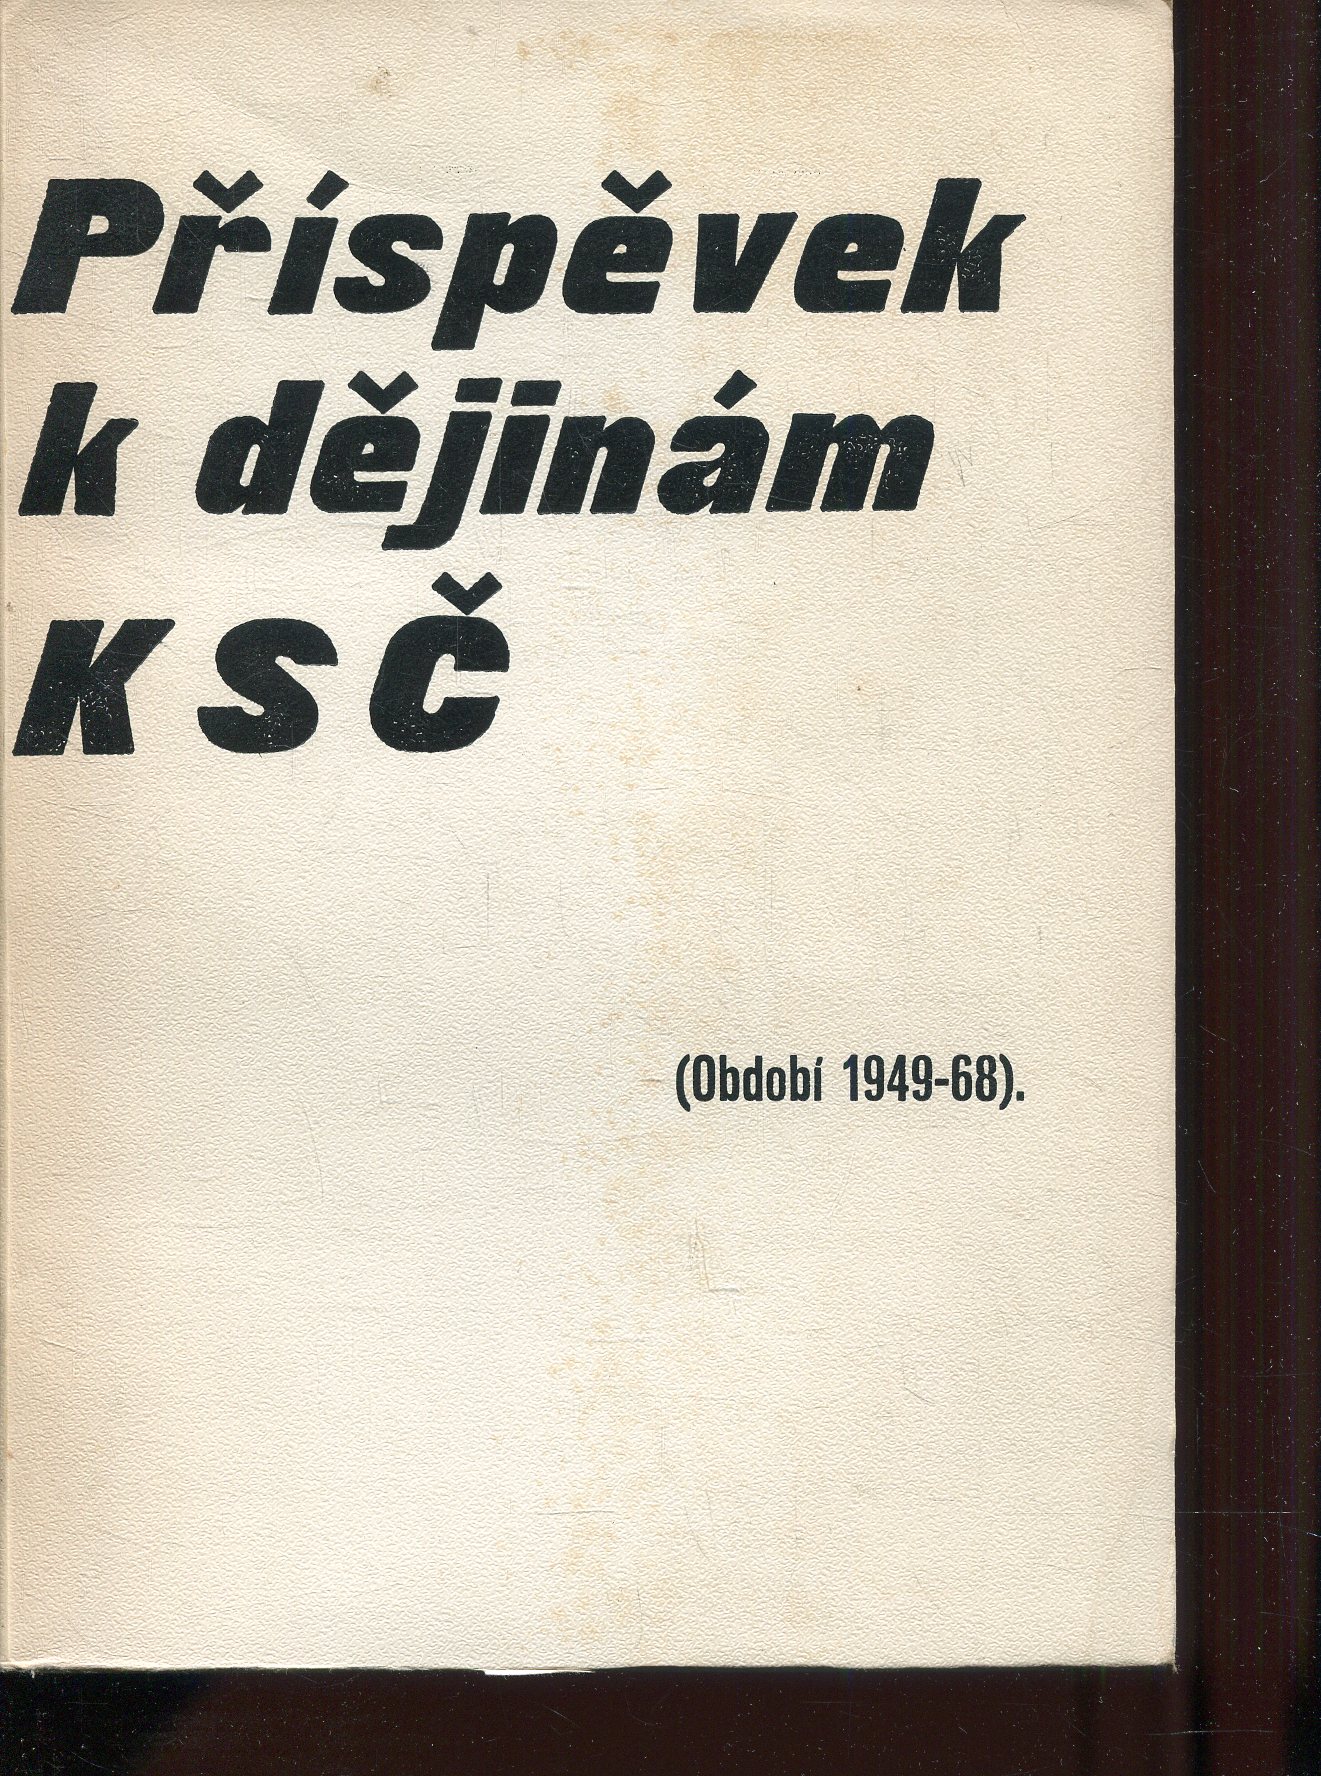 Příspěvek
k dějinám
KSČ
(Období 1949-68).